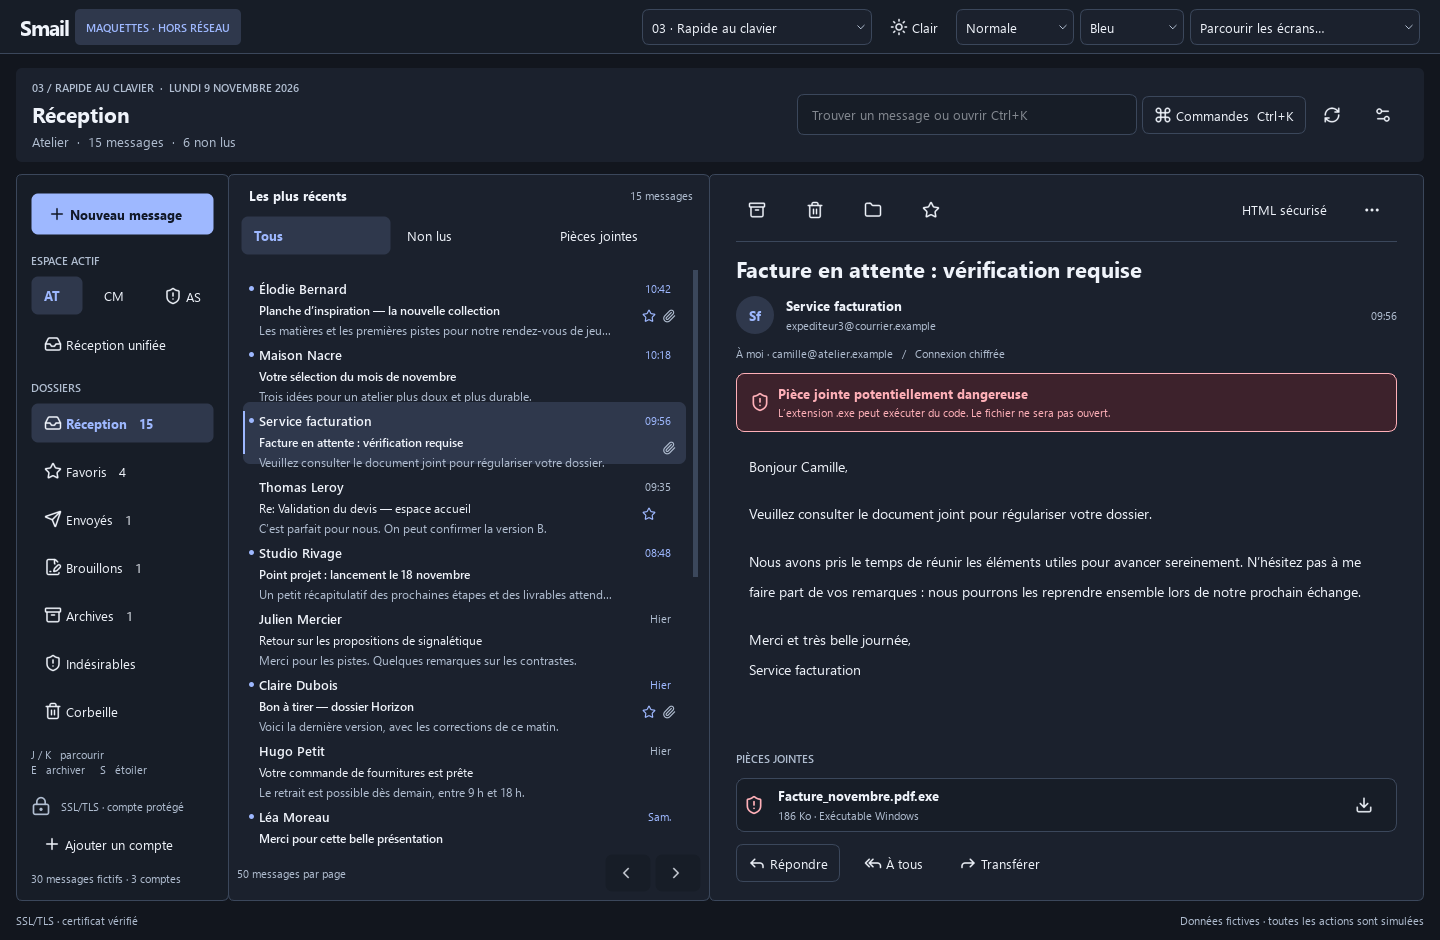 Smail
MAQUETTES · HORS RÉSEAU
03 · Rapide au clavier
Clair
Normale
Bleu
Parcourir les écrans...
03 / RAPIDE AU CLAVIER · LUNDI 9 NOVEMBRE 2026
Réception
Atelier · 15 messages · 6 non lus
Trouver un message ou ouvrir Ctrl+K
Commandes Ctrl+K
Nouveau message
ESPACE ACTIF
AT
CM
AS
Réception unifiée
DOSSIERS
Réception 15
Favoris 4
Envoyés 1
Brouillons 1
Archives 1
Indésirables
Corbeille
J / K parcourir
E archiver S étoiler
SSL/TLS · compte protégé
Ajouter un compte
30 messages fictifs · 3 comptes
Les plus récents
15 messages
Tous
Non lus
Pièces jointes
Élodie Bernard 10:42
Planche d’inspiration — la nouvelle collection
Les matières et les premières pistes pour notre rendez-vous de jeu...
Maison Nacre 10:18
Votre sélection du mois de novembre
Trois idées pour un atelier plus doux et plus durable.
Service facturation 09:56
Facture en attente : vérification requise
Veuillez consulter le document joint pour régulariser votre dossier.
Thomas Leroy 09:35
Re: Validation du devis — espace accueil
C’est parfait pour nous. On peut confirmer la version B.
Studio Rivage 08:48
Point projet : lancement le 18 novembre
Un petit récapitulatif des prochaines étapes et des livrables attend...
Julien Mercier Hier
Retour sur les propositions de signalétique
Merci pour les pistes. Quelques remarques sur les contrastes.
Claire Dubois Hier
Bon à tirer — dossier Horizon
Voici la dernière version, avec les corrections de ce matin.
Hugo Petit Hier
Votre commande de fournitures est prête
Le retrait est possible dès demain, entre 9 h et 18 h.
Léa Moreau Sam.
Merci pour cette belle présentation
50 messages par page
HTML sécurisé
Facture en attente : vérification requise
Sf
Service facturation
expediteur3@courrier.example
09:56
À moi · camille@atelier.example / Connexion chiffrée
Pièce jointe potentiellement dangereuse
L’extension .exe peut exécuter du code. Le fichier ne sera pas ouvert.
Bonjour Camille,
Veuillez consulter le document joint pour régulariser votre dossier.
Nous avons pris le temps de réunir les éléments utiles pour avancer sereinement. N’hésitez pas à me
faire part de vos remarques : nous pourrons les reprendre ensemble lors de notre prochain échange.
Merci et très belle journée,
Service facturation
PIÈCES JOINTES
Facture_novembre.pdf.exe
186 Ko · Exécutable Windows
Répondre
À tous
Transférer
SSL/TLS · certificat vérifié
Données fictives · toutes les actions sont simulées